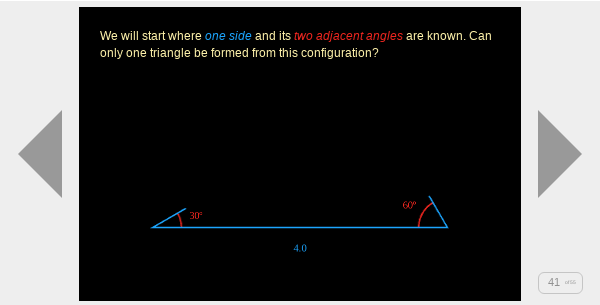 We will start where one side and its two adjacent angles are known. Can
only one triangle be formed from this configuration?
30°
60°
4.0
41